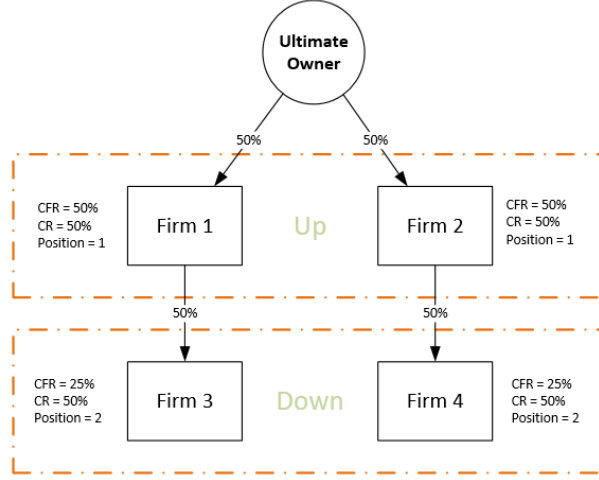 Ultimate
Owner
50%
50%
CFR = 50%
CR = 50%
Position = 1
Firm 1
Up
Firm 2
CFR = 50%
CR = 50%
Position = 1
50%
50%
CFR = 25%
CR = 50%
Position = 2
Firm 3
Down
Firm 4
CFR = 25%
CR = 50%
Position = 2